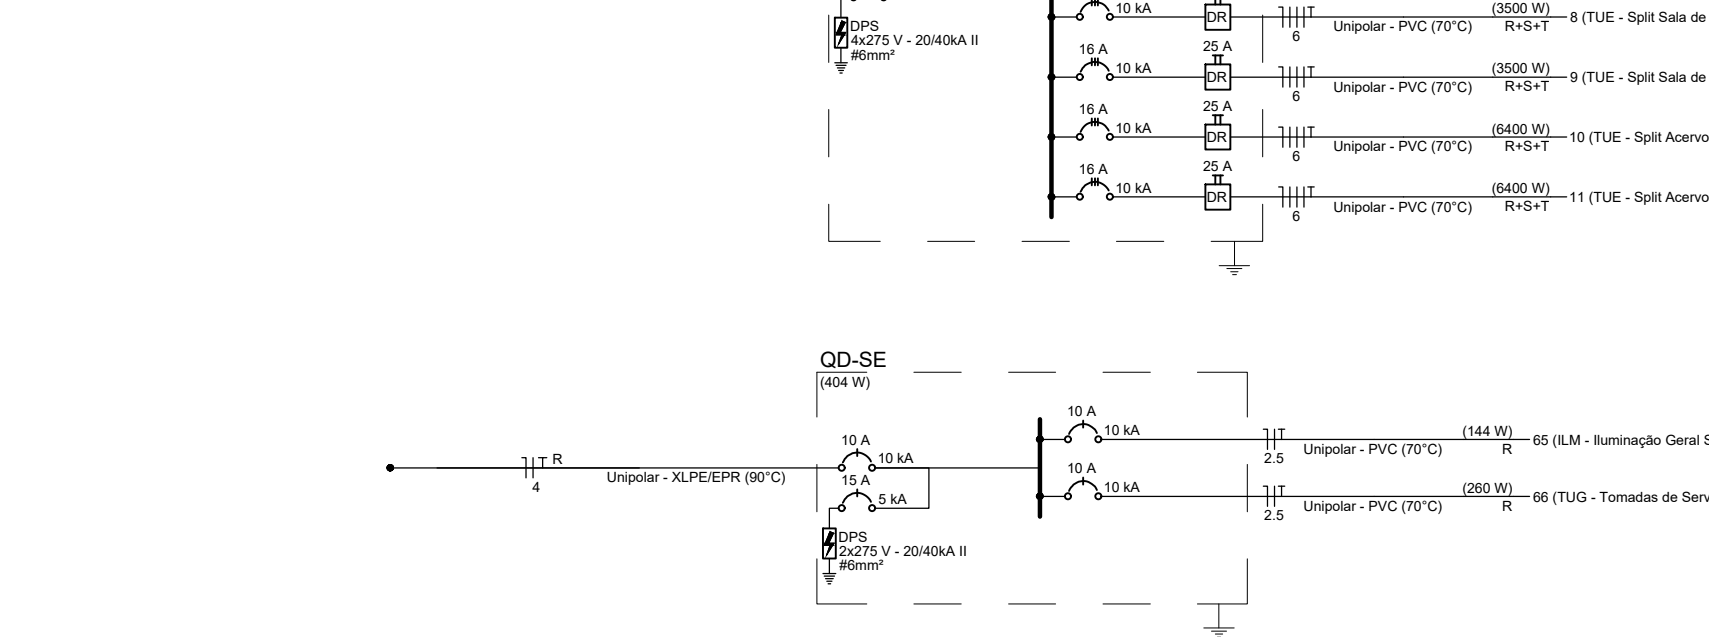 10 kA
DR
6
Unipolar - PVC (70°C)
(3500 W)
R+S+T
8 (TUE - Split Sala de
DPS
4x275 V - 20/40kA II
#6mm²
16 A
10 kA
25 A
DR
6
Unipolar - PVC (70°C)
(3500 W)
R+S+T
9 (TUE - Split Sala de
16 A
10 kA
25 A
DR
6
Unipolar - PVC (70°C)
(6400 W)
R+S+T
10 (TUE - Split Acervo
16 A
10 kA
25 A
DR
6
Unipolar - PVC (70°C)
(6400 W)
R+S+T
11 (TUE - Split Acervo
QD-SE
(404 W)
R
4
Unipolar - XLPE/EPR (90°C)
10 A
10 kA
15 A
5 kA
DPS
2x275 V - 20/40kA II
#6mm²
10 A
10 kA
2.5
Unipolar - PVC (70°C)
(144 W)
R
65 (ILM - Iluminação Geral S
10 A
10 kA
2.5
Unipolar - PVC (70°C)
(260 W)
R
66 (TUG - Tomadas de Serv